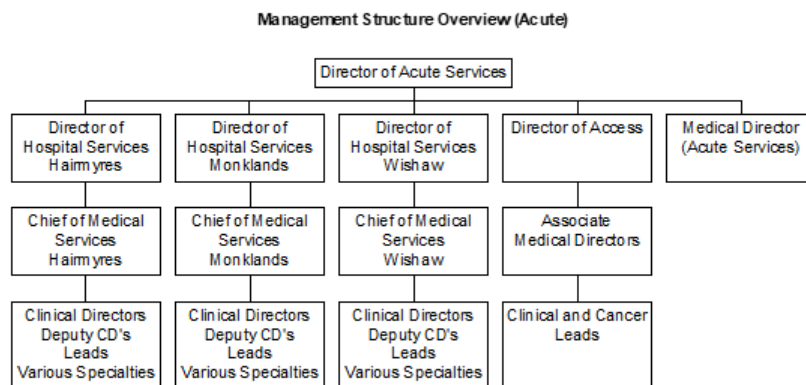 Management Structure Overview (Acute)
Director of Acute Services
Director of
Hospital Services
Hairmyres
Director of
Hospital Services
Monklands
Director of
Hospital Services
Wishaw
Director of Access
Medical Director
(Acute Services)
Chief of Medical
Services
Hairmyres
Chief of Medical
Services
Monklands
Chief of Medical
Services
Wishaw
Associate
Medical Directors
Clinical Directors
Deputy CD's
Leads
Various Specialties
Clinical Directors
Deputy CD's
Leads
Various Specialties
Clinical Directors
Deputy CD's
Leads
Various Specialties
Clinical and Cancer
Leads